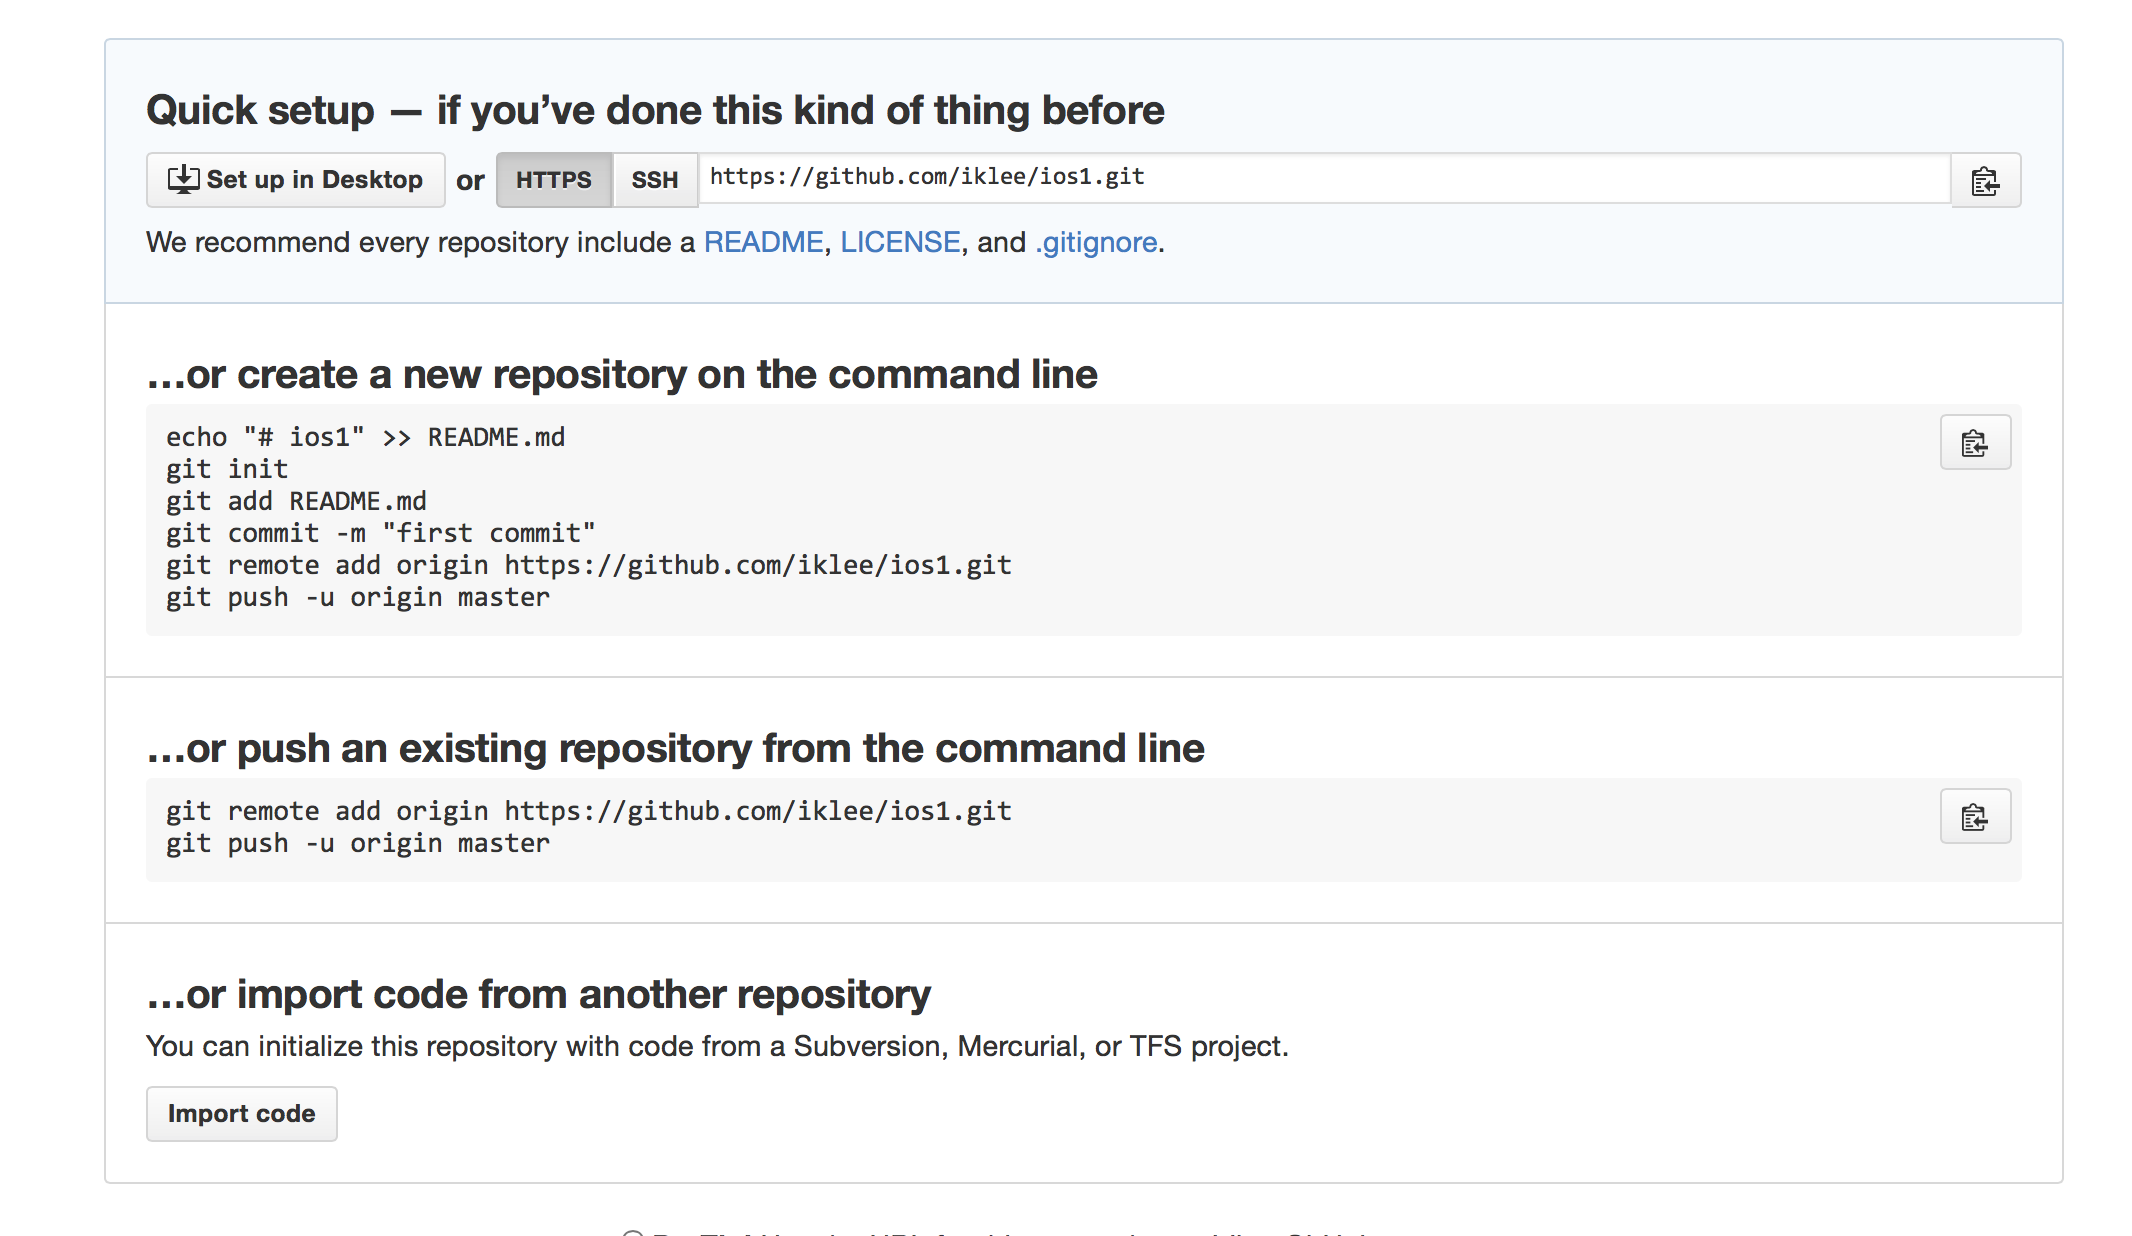 Quick setup — if you’ve done this kind of thing before
Set up in Desktop or HTTPS SSH https://github.com/iklee/ios1.git
We recommend every repository include a README, LICENSE, and .gitignore.
…or create a new repository on the command line
echo "# ios1" >> README.md
git init
git add README.md
git commit -m "first commit"
git remote add origin https://github.com/iklee/ios1.git
git push -u origin master
…or push an existing repository from the command line
git remote add origin https://github.com/iklee/ios1.git
git push -u origin master
…or import code from another repository
You can initialize this repository with code from a Subversion, Mercurial, or TFS project.
Import code